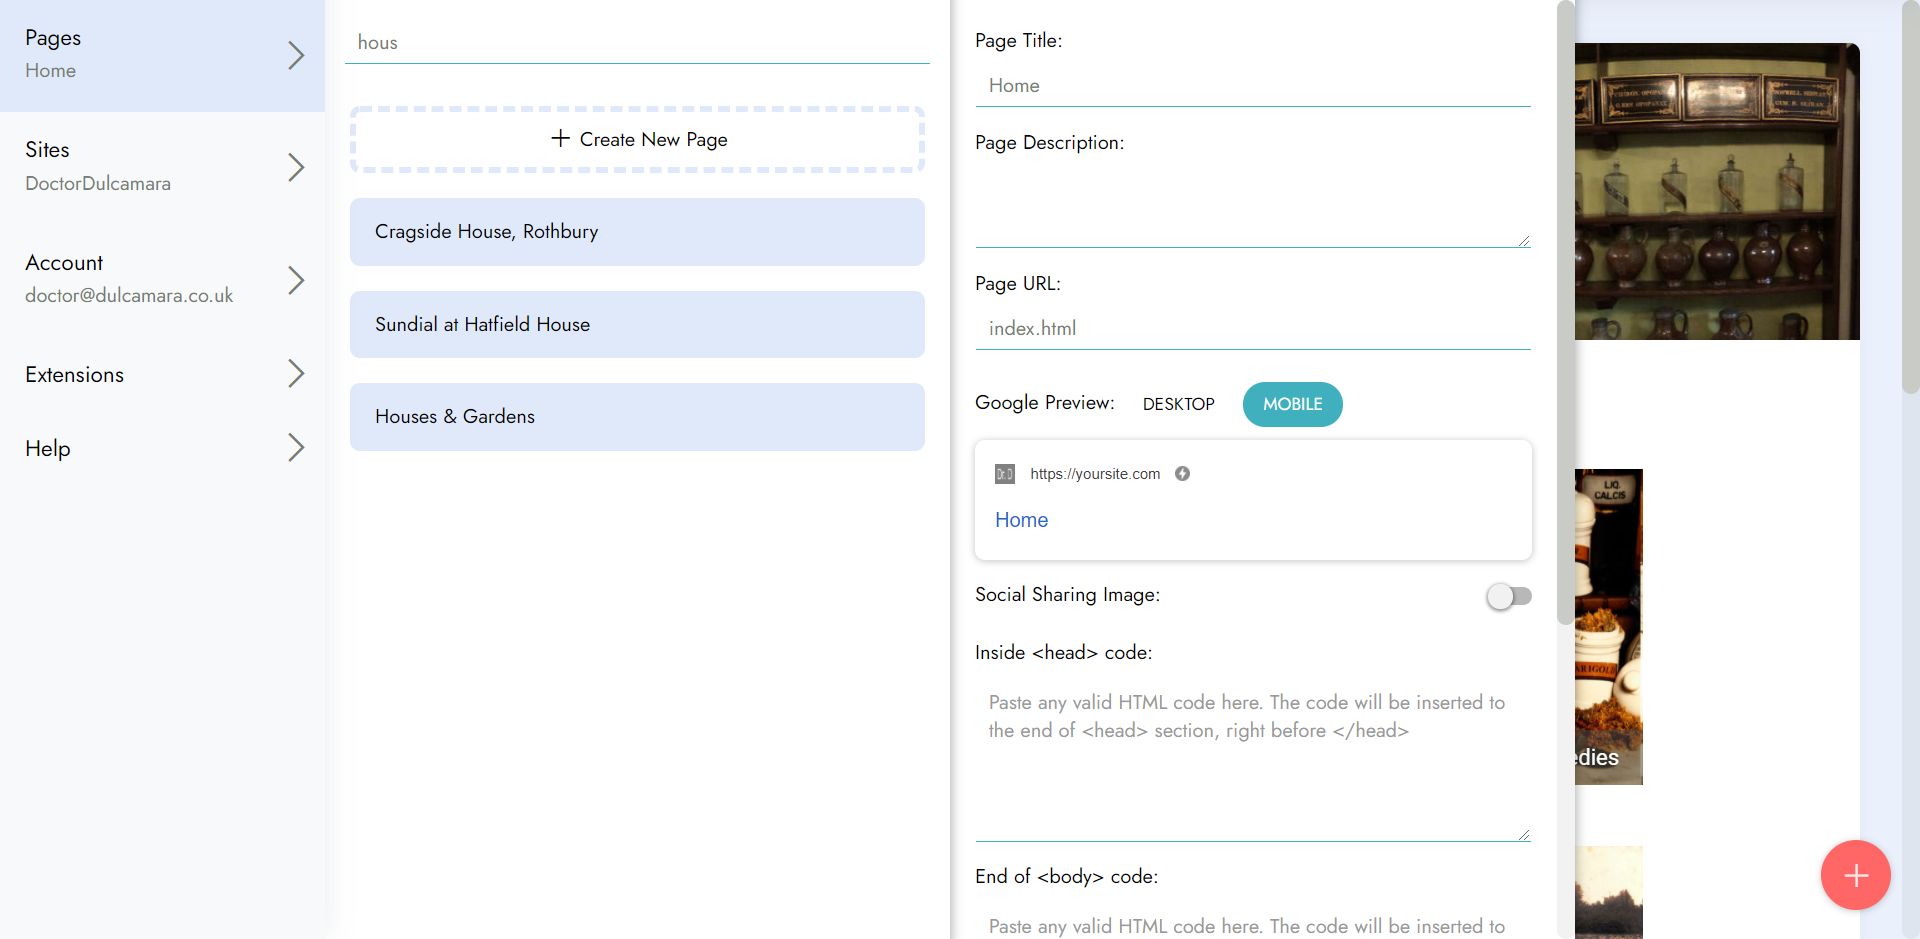 Pages
Home
Sites
DoctorDulcamara
Account
doctor@dulcamara.co.uk
Extensions
Help
hous
+ Create New Page
Cragside House, Rothbury
Sundial at Hatfield House
Houses & Gardens
Page Title:
Home
Page Description:
Page URL:
index.html
Google Preview:
DESKTOP
MOBILE
Dr. D
https://yoursite.com
Home
Social Sharing Image:
Inside <head> code:
Paste any valid HTML code here. The code will be inserted to
the end of <head> section, right before </head>
End of <body> code:
Paste any valid HTML code here. The code will be inserted to
LIQ.
CALCIS
ARIGOL
edies